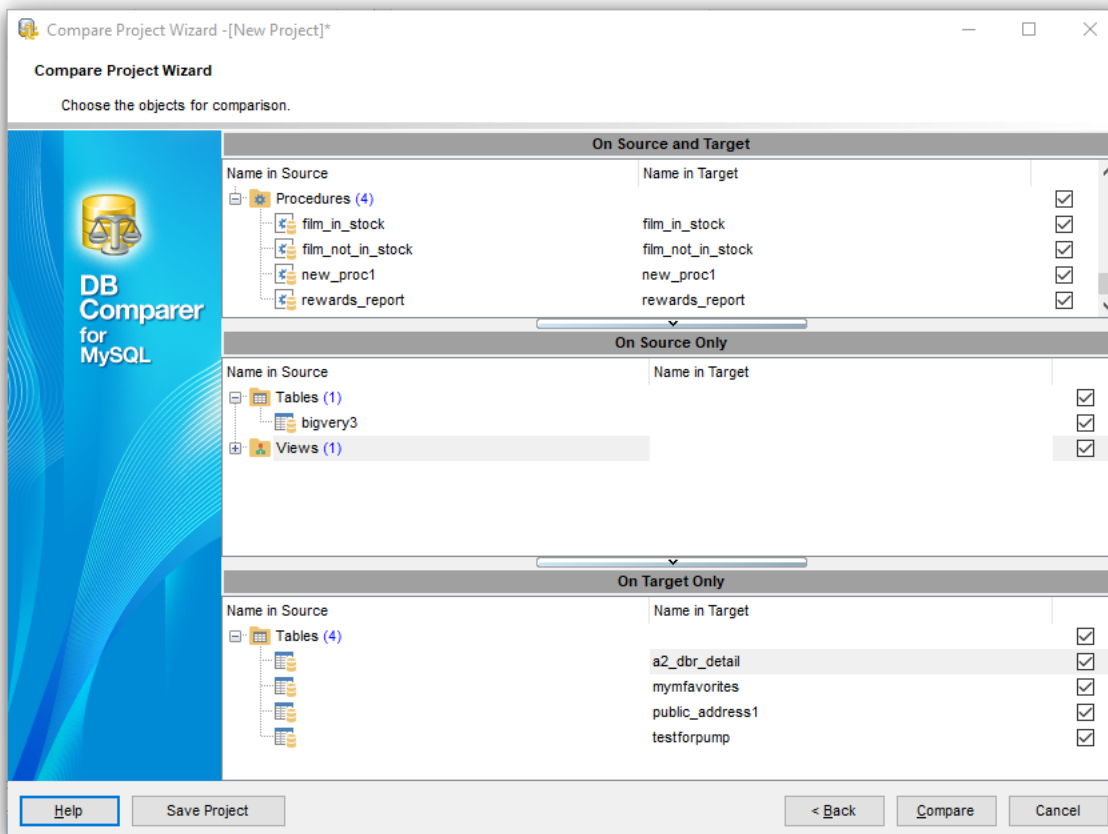 Compare Project Wizard -[New Project]*
Compare Project Wizard
Choose the objects for comparison.
DB
Comparer
for
MySQL
On Source and Target
Name in Source Name in Target
Procedures (4)
film_in_stock film_in_stock
film_not_in_stock film_not_in_stock
new_proc1 new_proc1
rewards_report rewards_report
On Source Only
Name in Source Name in Target
Tables (1)
bigvery3
Views (1)
On Target Only
Name in Source Name in Target
Tables (4)
a2_dbr_detail
mymfavorites
public_address1
testforpump
Help Save Project < Back Compare Cancel